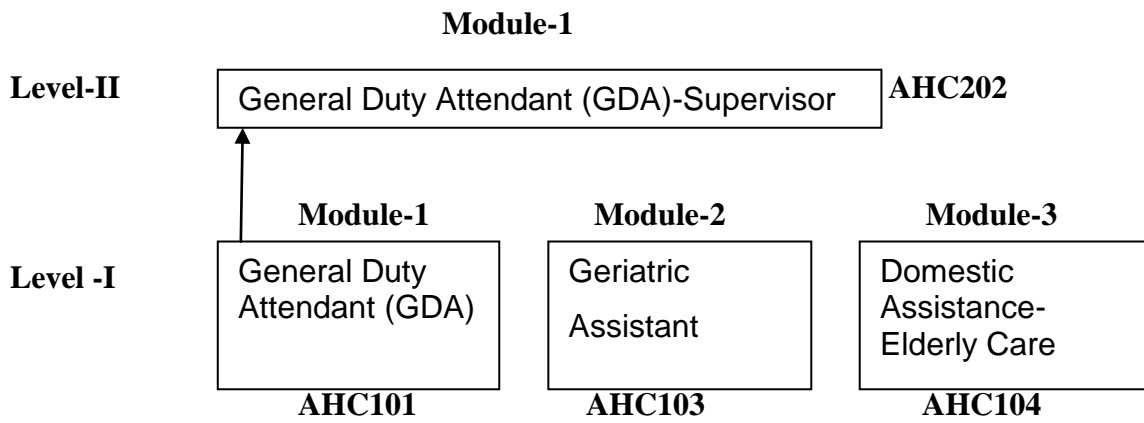 Module-1
Level-II
General Duty Attendant (GDA)-Supervisor
AHC202
Module-1
Module-2
Module-3
Level -I
General Duty
Attendant (GDA)
Geriatric
Assistant
Domestic
Assistance-
Elderly Care
AHC101
AHC103
AHC104